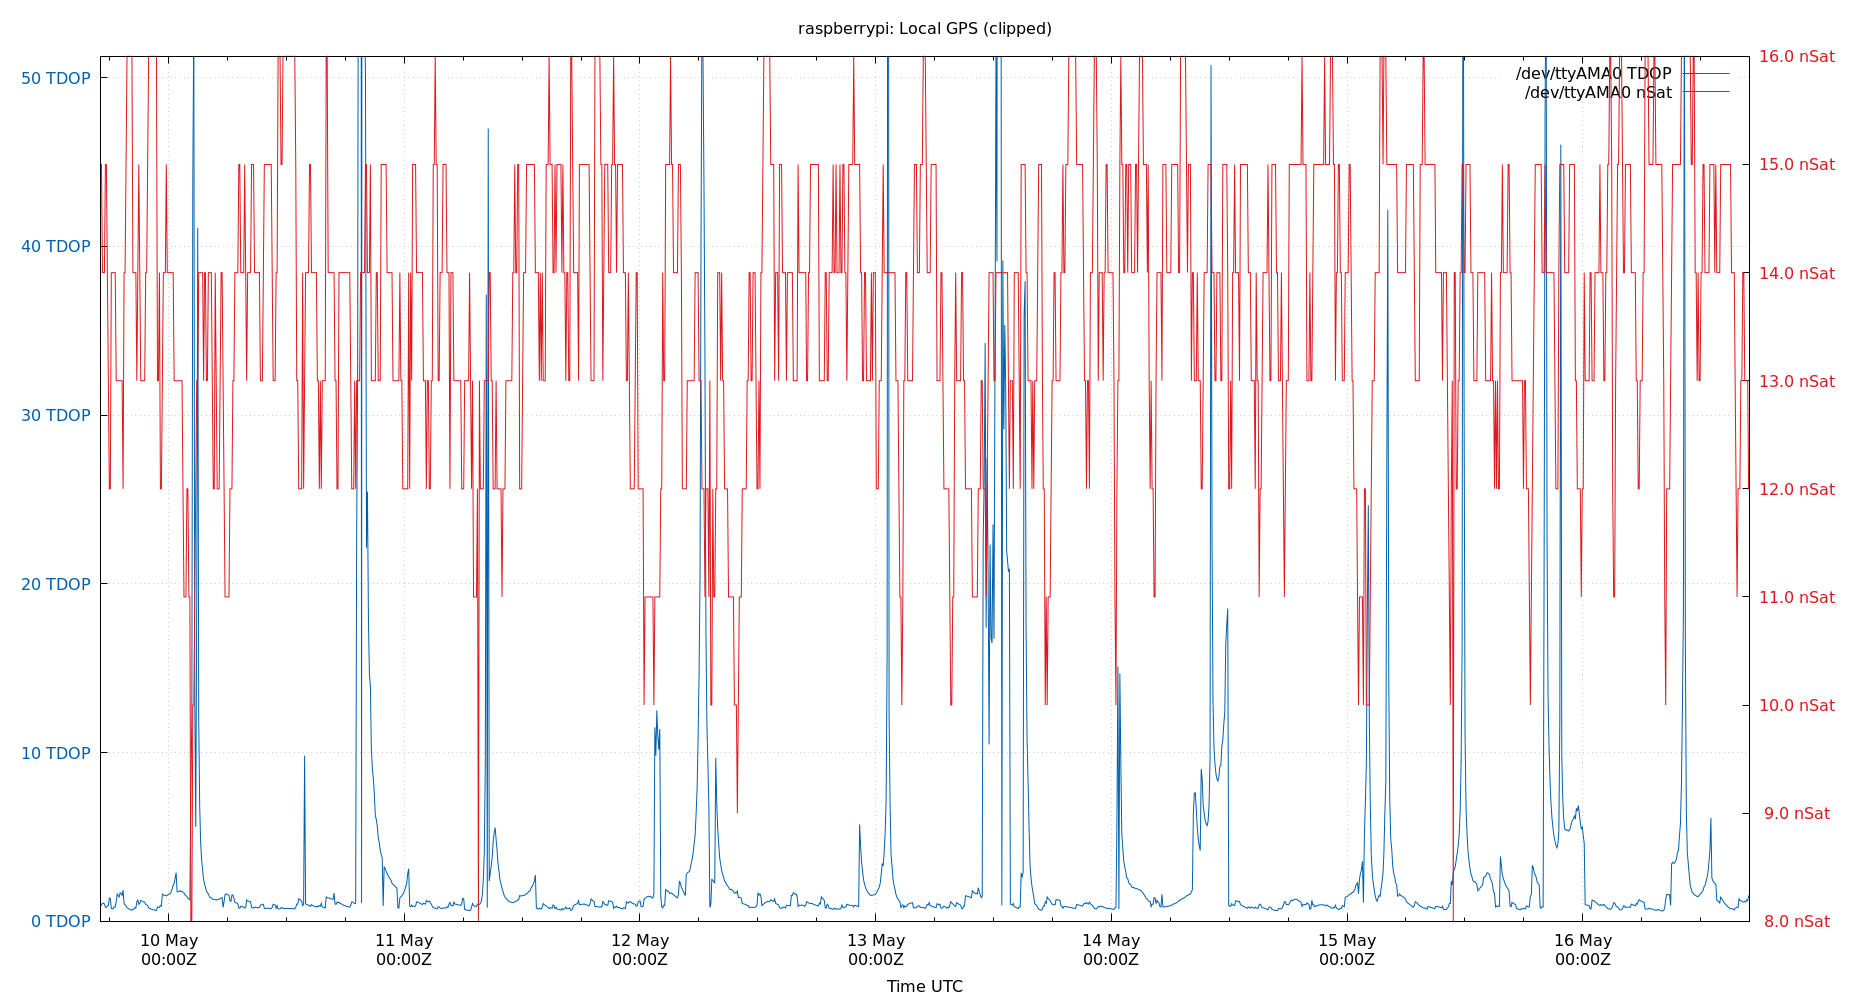 raspberrypi: Local GPS (clipped)
50 TDOP
40 TDOP
30 TDOP
20 TDOP
10 TDOP
0 TDOP
16.0 nSat
15.0 nSat
14.0 nSat
13.0 nSat
12.0 nSat
11.0 nSat
10.0 nSat
9.0 nSat
8.0 nSat
/dev/ttyAMA0 TDOP
/dev/ttyAMA0 nSat
10 May
00:00Z
11 May
00:00Z
12 May
00:00Z
13 May
00:00Z
14 May
00:00Z
15 May
00:00Z
16 May
00:00Z
Time UTC